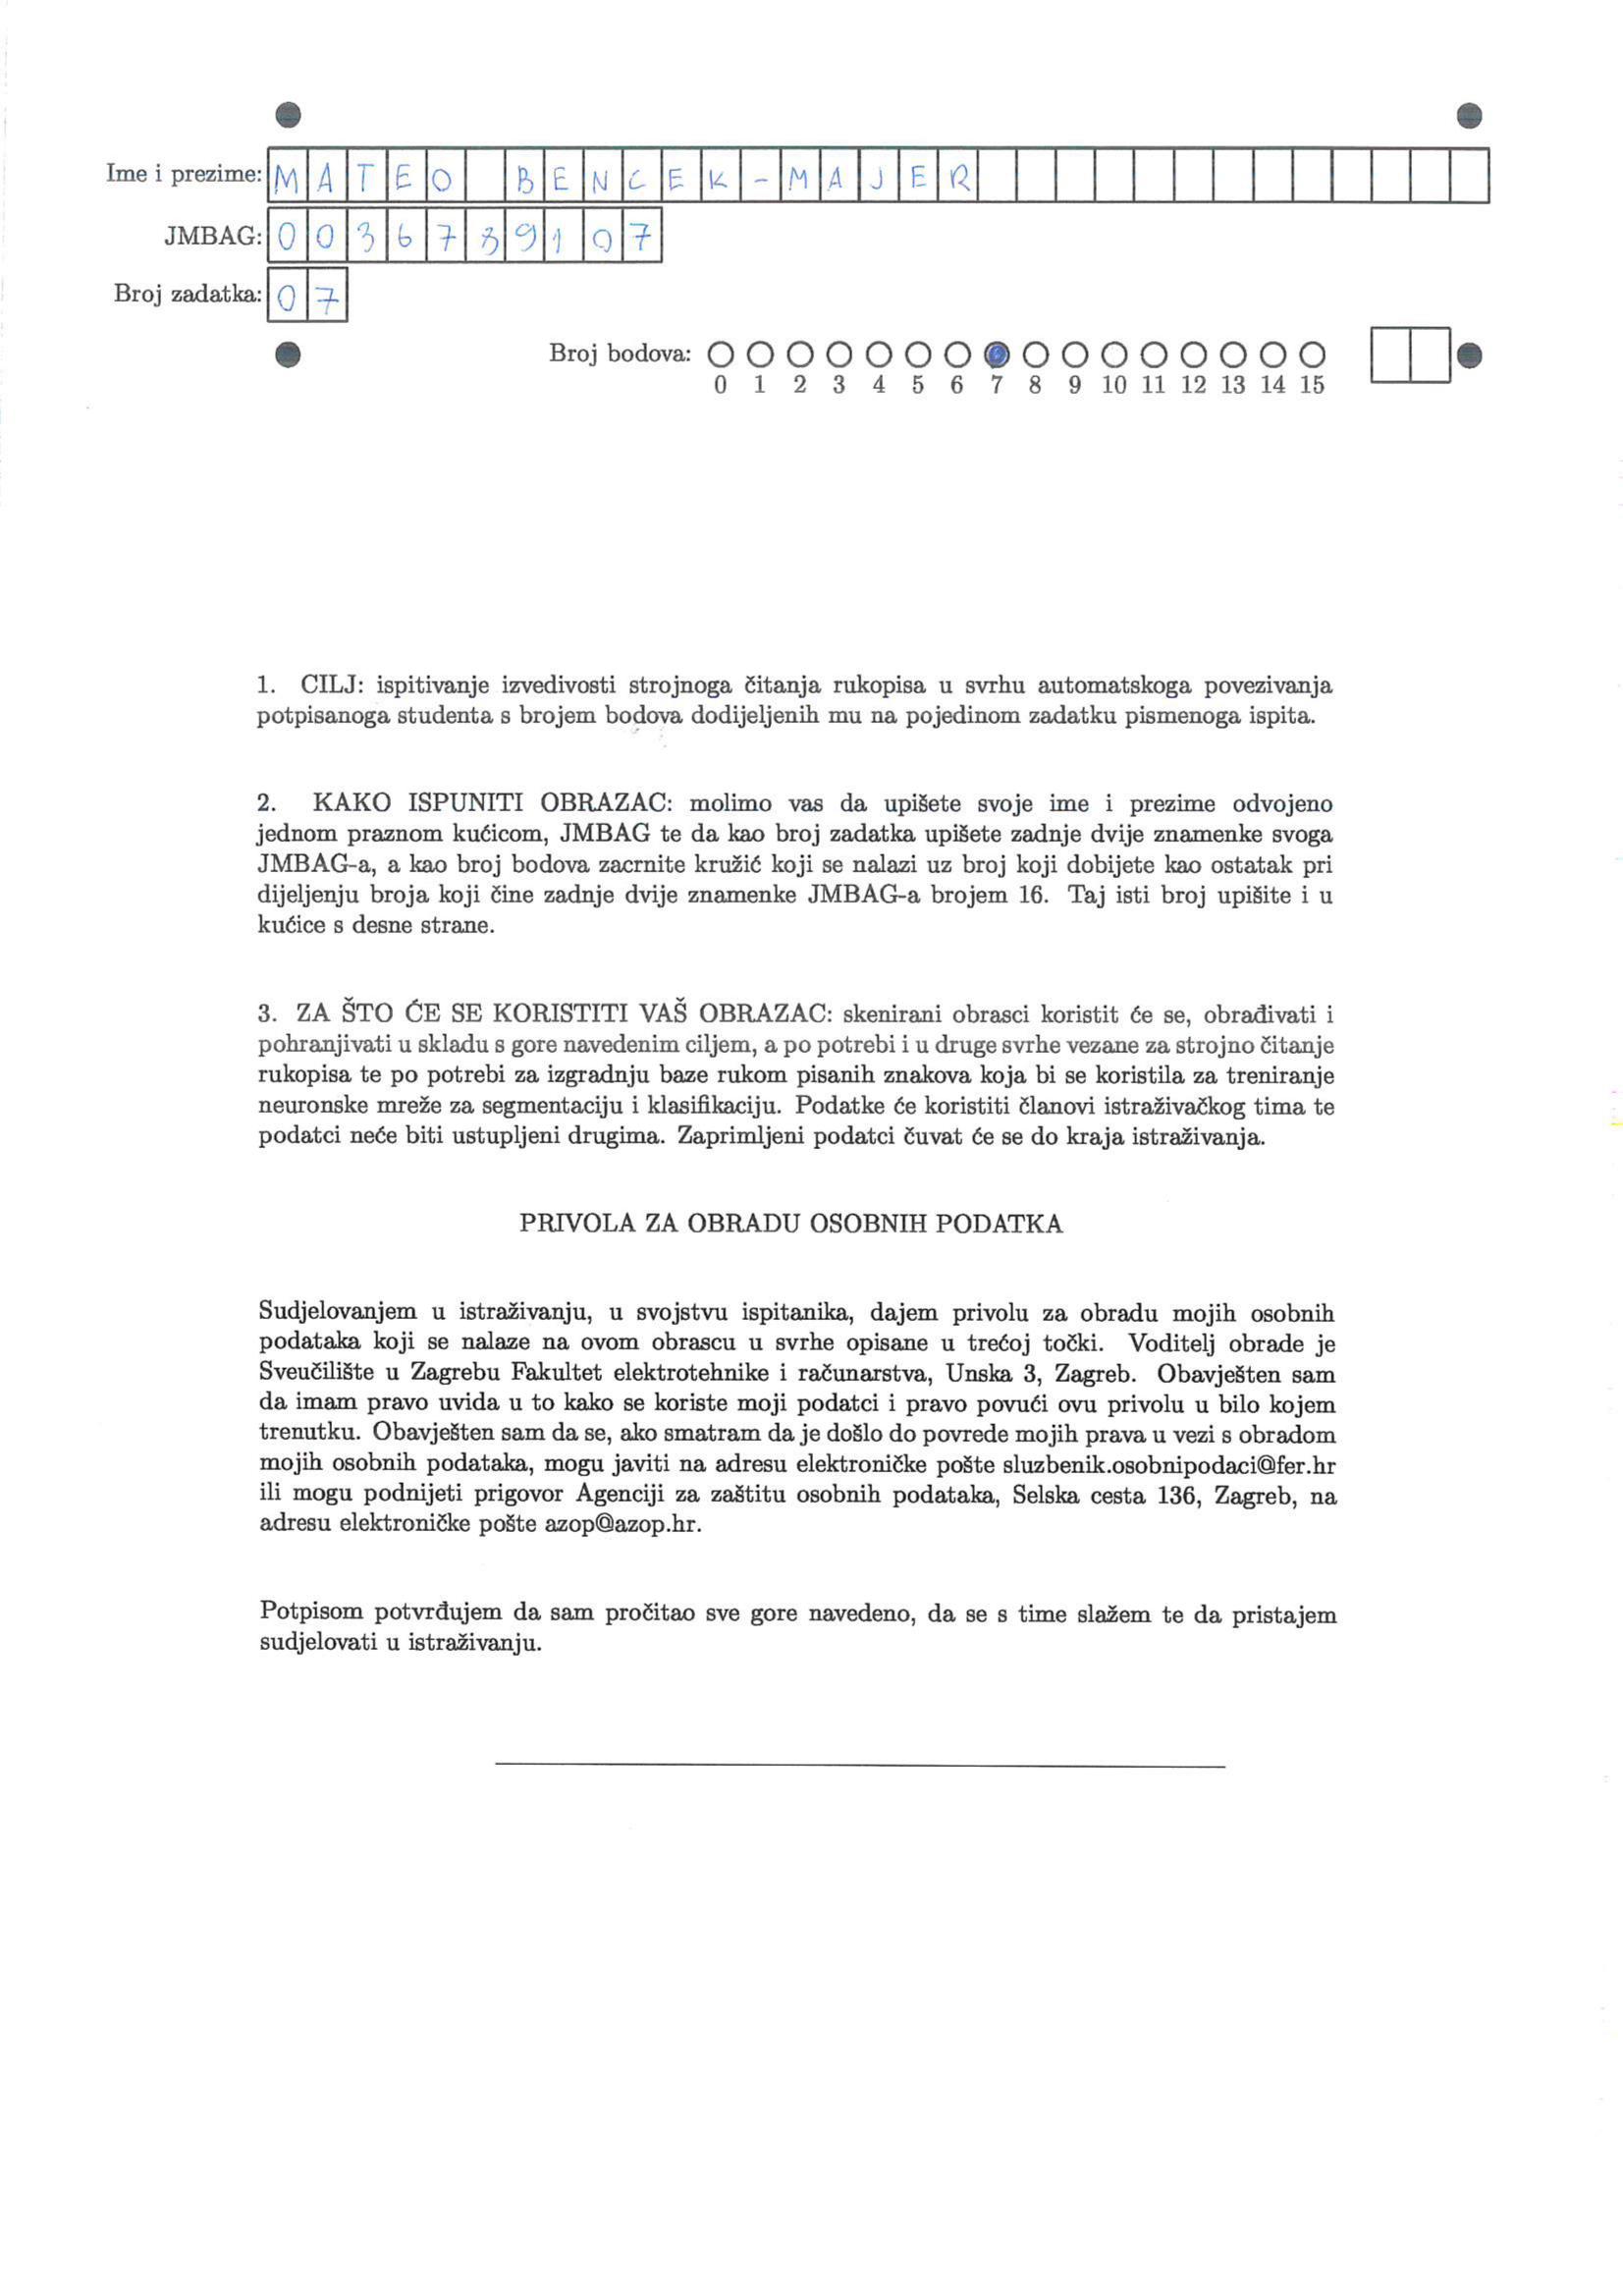 Ime i prezime: MATEO BENCEK-MAJER
JMBAG: 0036739107
Broj zadatka: 07
Broj bodova:
0 1 2 3 4 5 6 7 8 9 10 11 12 13 14 15
1. CILJ: ispitivanje izvedivosti strojnoga čitanja rukopisa u svrhu automatskoga povezivanja
potpisanoga studenta s brojem bodova dodijeljenih mu na pojedinom zadatku pismenoga ispita.
2. KAKO ISPUNITI OBRAZAC: molimo vas da upišete svoje ime i prezime odvojeno
jednom praznom kućicom, JMBAG te da kao broj zadatka upišete zadnje dvije znamenke svoga
JMBAG-a, a kao broj bodova zacrnite kružić koji se nalazi uz broj koji dobijete kao ostatak pri
dijeljenju broja koji čine zadnje dvije znamenke JMBAG-a brojem 16. Taj isti broj upišite i u
kućice s desne strane.
3. ZA ŠTO ĆE SE KORISTITI VAŠ OBRAZAC: skenirani obrasci koristit će se, obrađivati i
pohranjivati u skladu s gore navedenim ciljem, a po potrebi i u druge svrhe vezane za strojno čitanje
rukopisa te po potrebi za izgradnju baze rukom pisanih znakova koja bi se koristila za treniranje
neuronske mreže za segmentaciju i klasifikaciju. Podatke će koristiti članovi istraživačkog tima te
podatci neće biti ustupljeni drugima. Zaprimljeni podatci čuvat će se do kraja istraživanja.
PRIVOLA ZA OBRADU OSOBNIH PODATKA
Sudjelovanjem u istraživanju, u svojstvu ispitanika, dajem privolu za obradu mojih osobnih
podataka koji se nalaze na ovom obrascu u svrhe opisane u trećoj točki. Voditelj obrade je
Sveučilište u Zagrebu Fakultet elektrotehnike i računarstva, Unska 3, Zagreb. Obavješten sam
da imam pravo uvida u to kako se koriste moji podatci i pravo povući ovu privolu u bilo kojem
trenutku. Obavješten sam da se, ako smatram da je došlo do povrede mojih prava u vezi s obradom
mojih osobnih podataka, mogu javiti na adresu elektroničke pošte sluzbenik.osobnipodaci@fer.hr
ili mogu podnijeti prigovor Agenciji za zaštitu osobnih podataka, Selska cesta 136, Zagreb, na
adresu elektroničke pošte azop@azop.hr.
Potpisom potvrđujem da sam pročitao sve gore navedeno, da se s time slažem te da pristajem
sudjelovati u istraživanju.